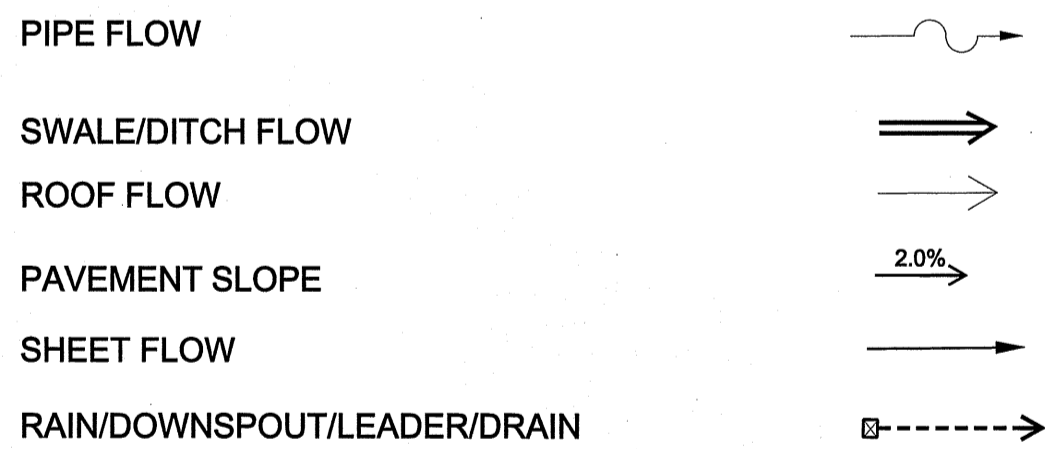 PIPE FLOW
SWALE/DITCH FLOW
ROOF FLOW
PAVEMENT SLOPE
2.0%
SHEET FLOW
RAIN/DOWNSPOUT/LEADER/DRAIN